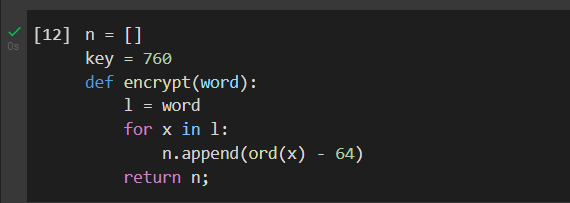 [12] n = []
key = 760
def encrypt(word):
l = word
for x in l:
n.append(ord(x) - 64)
return n;
0s